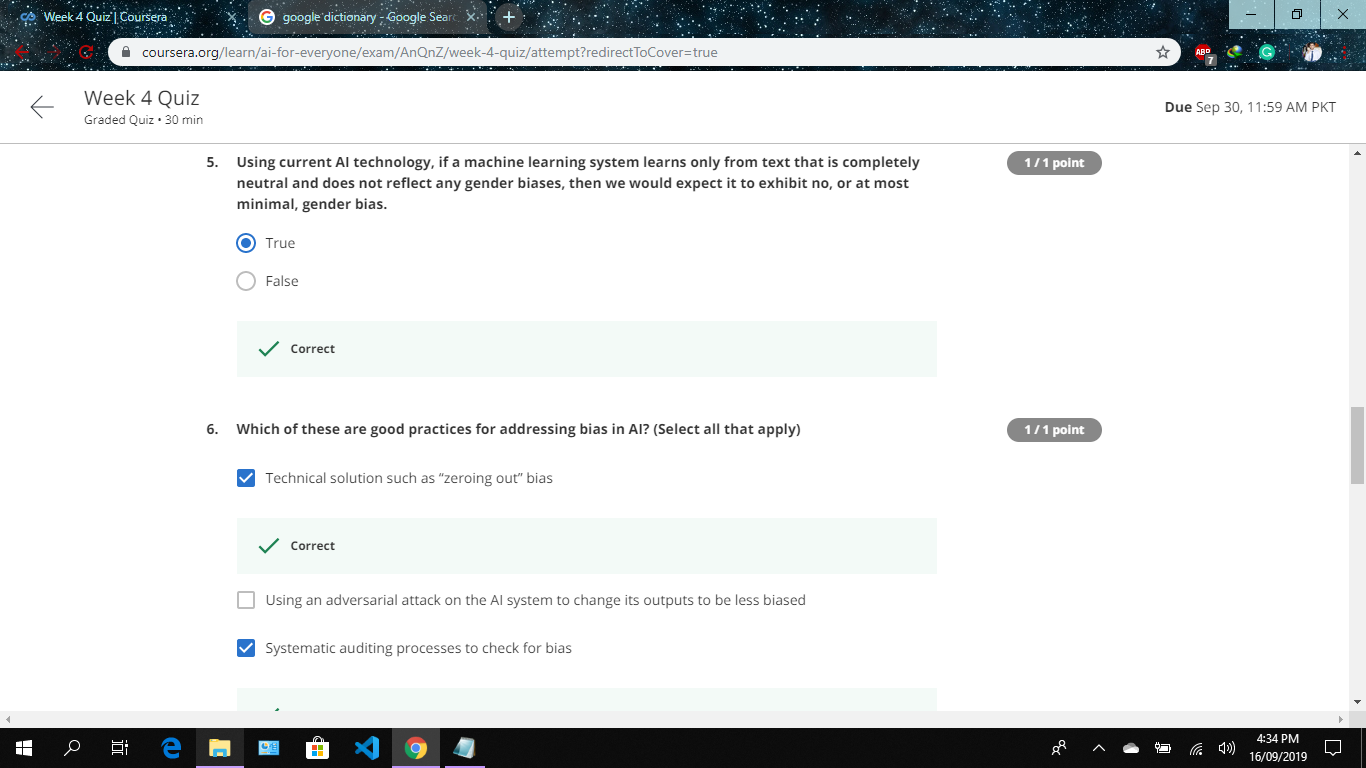 Week 4 Quiz | Coursera
google dictionary - Google Sear
coursera.org/learn/ai-for-everyone/exam/AnQnZ/week-4-quiz/attempt?redirectToCover=true
ABP
7
Week 4 Quiz
Graded Quiz • 30 min
Due Sep 30, 11:59 AM PKT
5. Using current AI technology, if a machine learning system learns only from text that is completely
neutral and does not reflect any gender biases, then we would expect it to exhibit no, or at most
minimal, gender bias.
1 / 1 point
True
False
Correct
6. Which of these are good practices for addressing bias in AI? (Select all that apply)
1 / 1 point
Technical solution such as “zeroing out” bias
Correct
Using an adversarial attack on the AI system to change its outputs to be less biased
Systematic auditing processes to check for bias
4:34 PM
16/09/2019